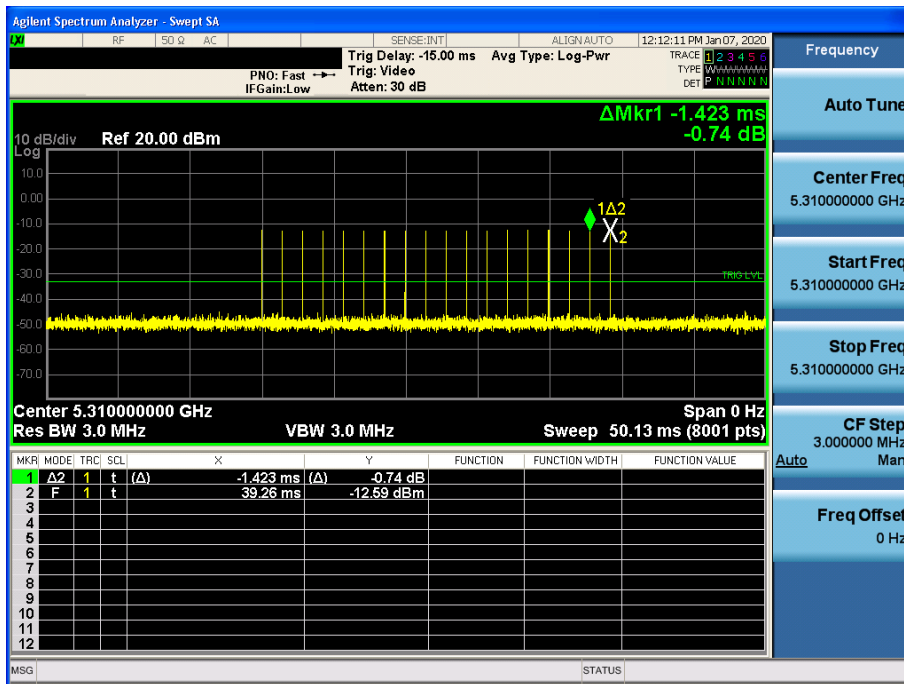 Agilent Spectrum Analyzer - Swept SA
LXI RF 50 Ω AC SENSE:INT ALIGNAUTO 12:12:11 PM Jan 07, 2020
Trig Delay: -15.00 ms Avg Type: Log-Pwr TRACE 1 2 3 4 5 6
PNO: Fast Trig: Video TYPE WWWWWW
IFGain:Low Atten: 30 dB DET P N N N N N
ΔMkr1 -1.423 ms
-0.74 dB
10 dB/div Ref 20.00 dBm
Log
10.0
0.00
-10.0
-20.0
-30.0
-40.0
-50.0
-60.0
-70.0
1Δ2
2
TRIG LVL
Center 5.310000000 GHz Span 0 Hz
Res BW 3.0 MHz VBW 3.0 MHz Sweep 50.13 ms (8001 pts)
MKR MODE TRC SCL X Y FUNCTION FUNCTION WIDTH FUNCTION VALUE
1 Δ2 1 t (Δ) -1.423 ms (Δ) -0.74 dB
2 F 1 t 39.26 ms -12.59 dBm
3
4
5
6
7
8
9
10
11
12
MSG STATUS
Frequency
Auto Tune
Center Freq
5.310000000 GHz
Start Freq
5.310000000 GHz
Stop Freq
5.310000000 GHz
CF Step
3.000000 MHz
Auto Man
Freq Offset
0 Hz